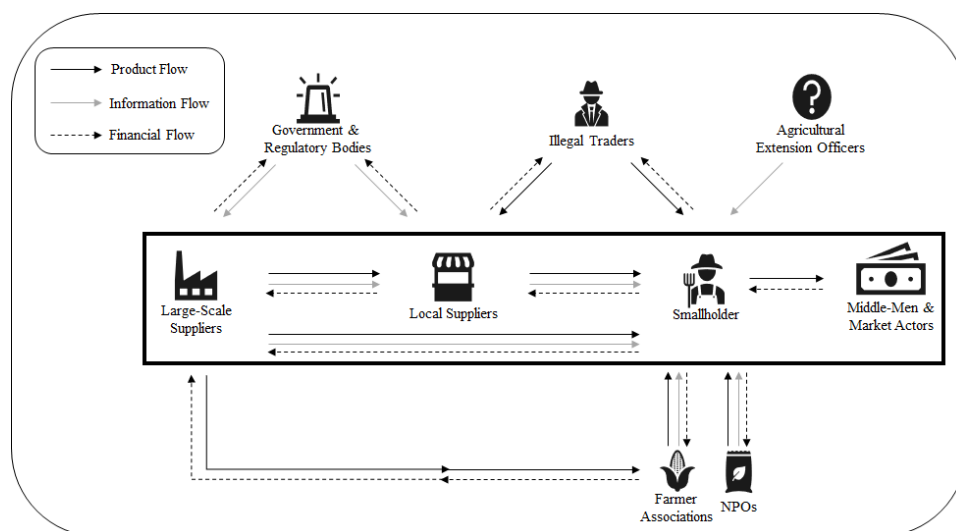 Product Flow
Information Flow
Financial Flow
Government &
Regulatory Bodies
Illegal Traders
Agricultural
Extension Officers
?
Large-Scale
Suppliers
Local Suppliers
Smallholder
Middle-Men &
Market Actors
Farmer
Associations
NPOs